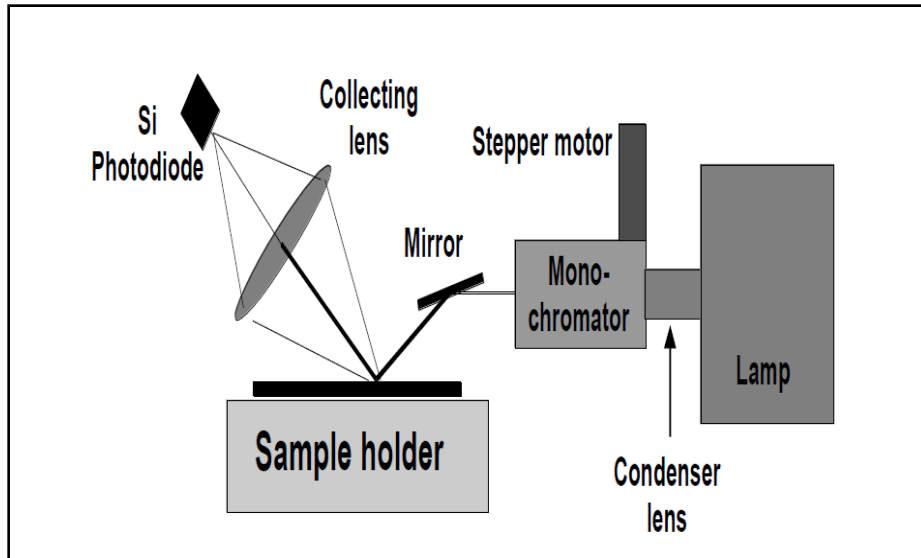 Si
Photodiode
Collecting
lens
Mirror
Stepper motor
Mono-
chromator
Lamp
Condenser
lens
Sample holder